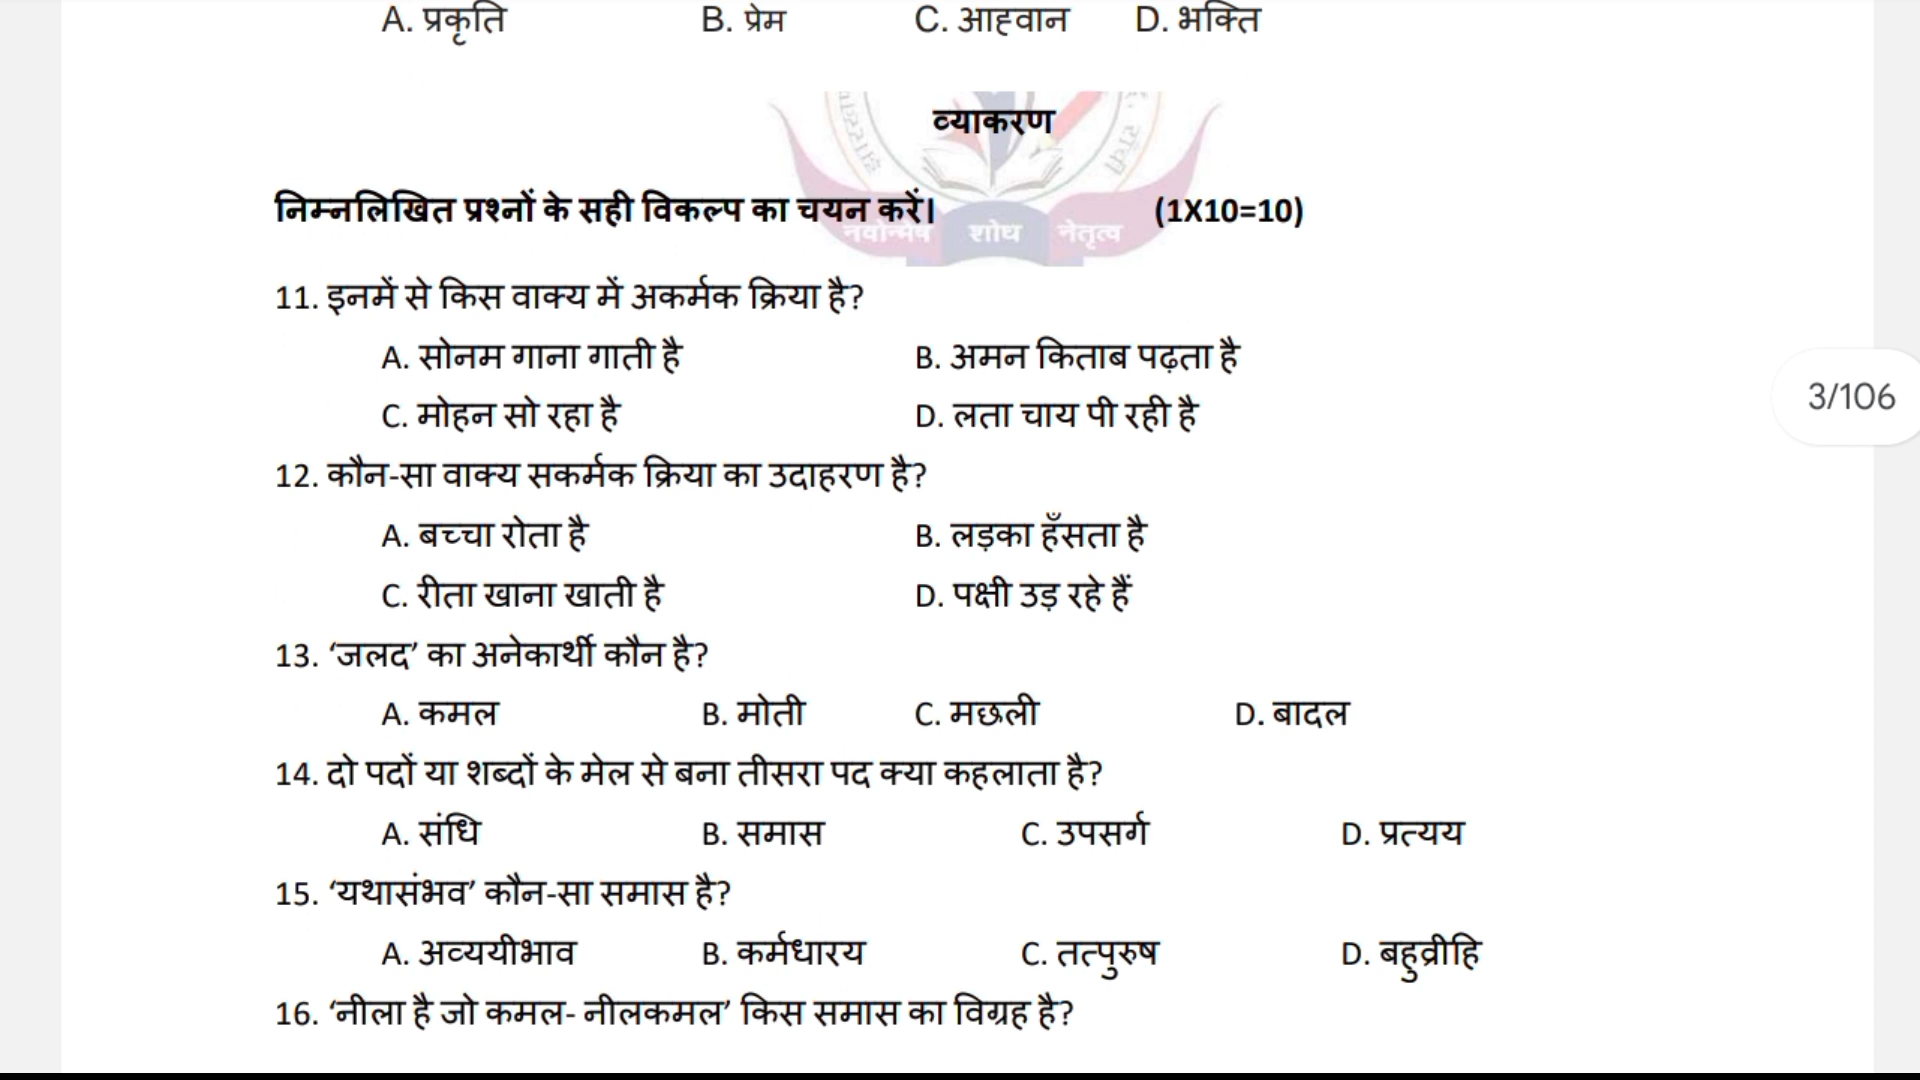 A. प्रकृति B. प्रेम C. आह्वान D. भक्ति
व्याकरण
निम्नलिखित प्रश्नों के सही विकल्प का चयन करें। (1X10=10)
नवोन्मेष शोध नेतृत्व
11. इनमें से किस वाक्य में अकर्मक क्रिया है?
A. सोनम गाना गाती है B. अमन किताब पढ़ता है
C. मोहन सो रहा है D. लता चाय पी रही है
3/106
12. कौन-सा वाक्य सकर्मक क्रिया का उदाहरण है?
A. बच्चा रोता है B. लड़का हँसता है
C. रीता खाना खाती है D. पक्षी उड़ रहे हैं
13. ‘जलद’ का अनेकार्थी कौन है?
A. कमल B. मोती C. मछली D. बादल
14. दो पदों या शब्दों के मेल से बना तीसरा पद क्या कहलाता है?
A. संधि B. समास C. उपसर्ग D. प्रत्यय
15. ‘यथासंभव’ कौन-सा समास है?
A. अव्ययीभाव B. कर्मधारय C. तत्पुरुष D. बहुव्रीहि
16. ‘नीला है जो कमल- नीलकमल’ किस समास का विग्रह है?